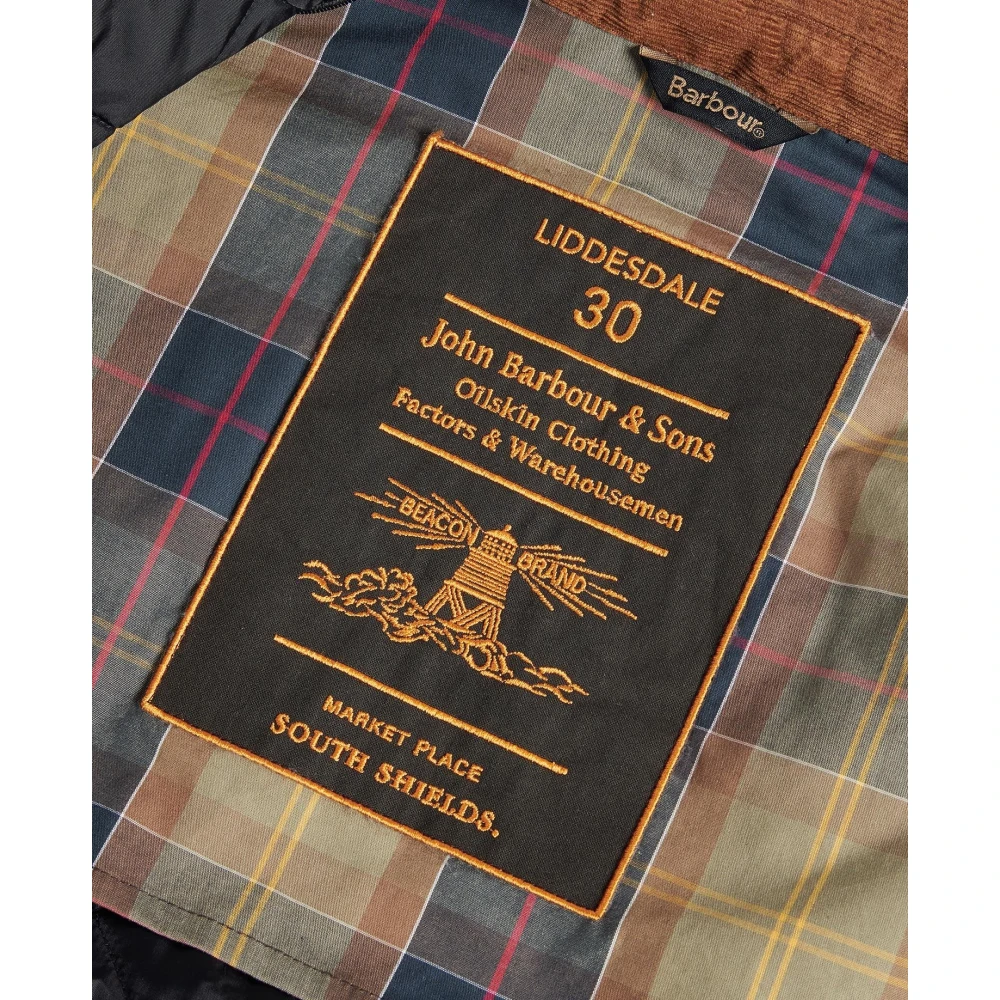 Barbour®
LIDDESDALE
30
John Barbour & Sons
Oilskin Clothing
Factors & Warehousemen
BEACON BRAND
MARKET PLACE
SOUTH SHIELDS.